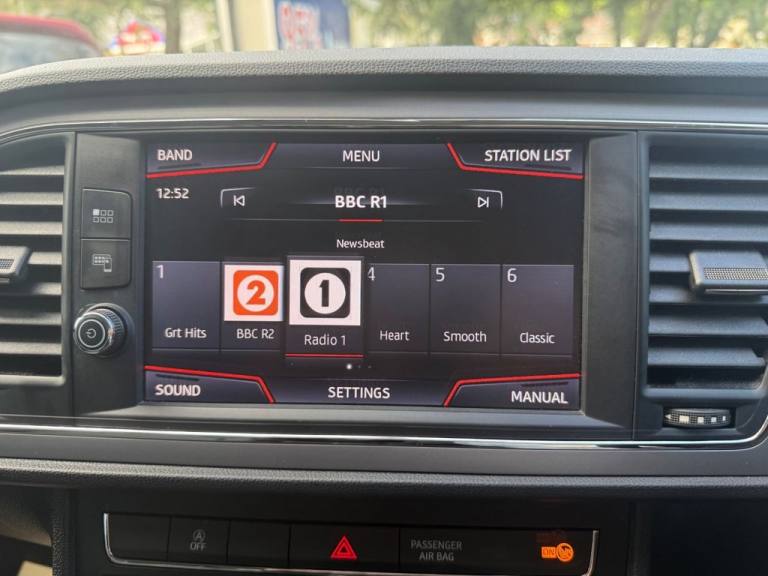 BAND
MENU
STATION LIST
12:52
BBC R1
Newsbeat
1
2
1
4
5
6
Grt Hits
BBC R2
Radio 1
Heart
Smooth
Classic
SOUND
SETTINGS
MANUAL
A
OFF
PASSENGER
AIR BAG
ON